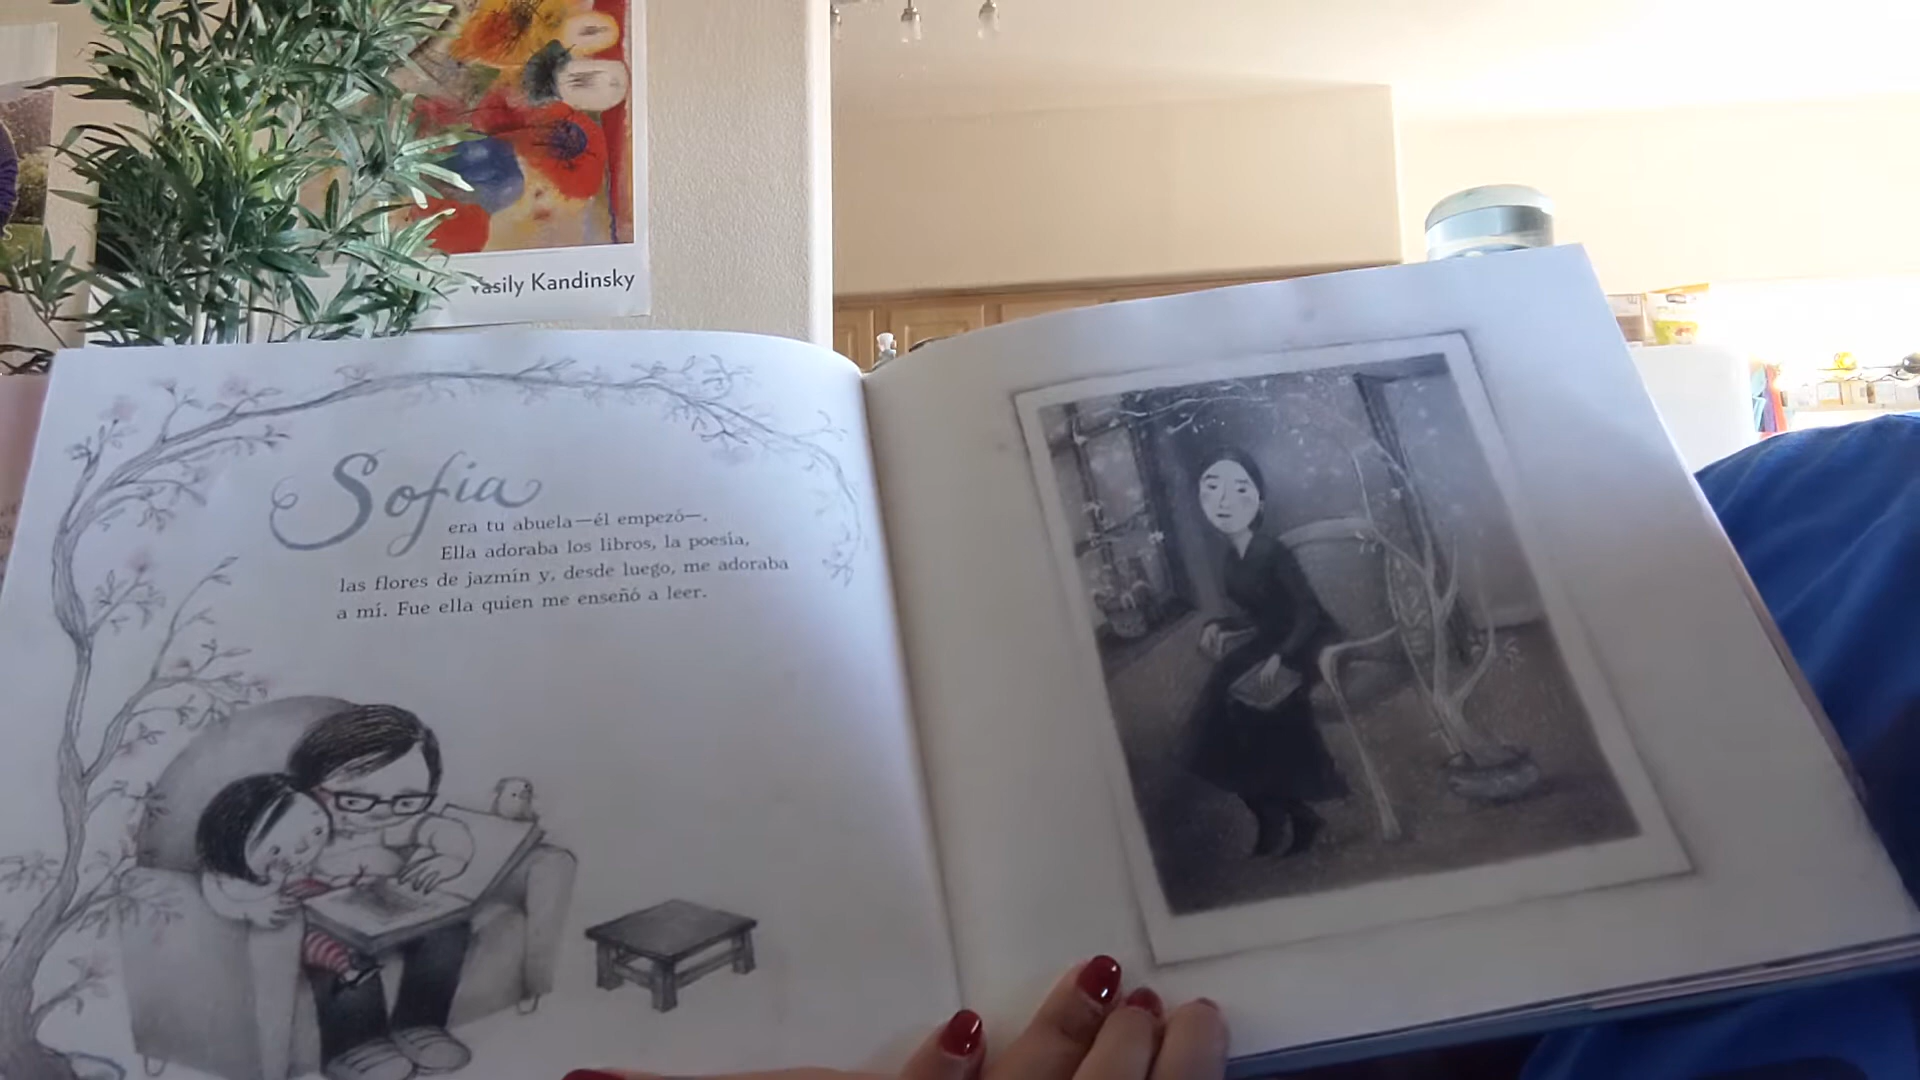 Vasily Kandinsky
Sofia
era tu abuela—él empezó—.
Ella adoraba los libros, la poesía,
las flores de jazmín y, desde luego, me adoraba
a mí. Fue ella quien me enseñó a leer.